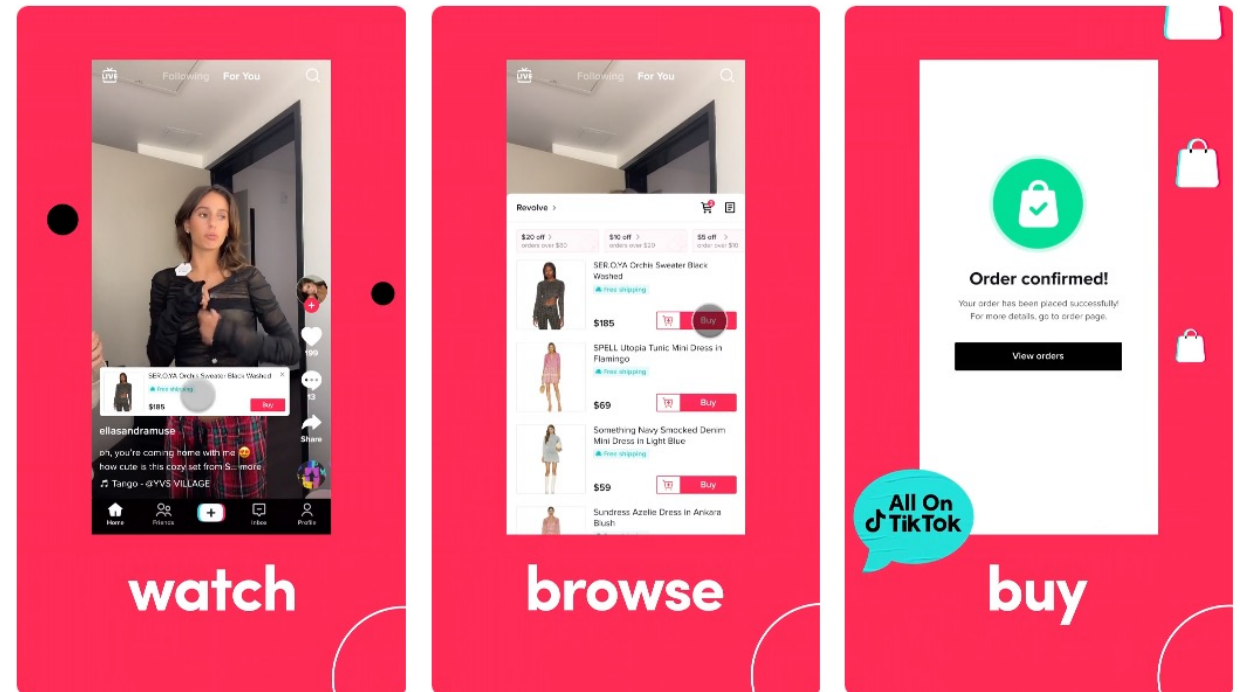 LIVE
Following For You
SER.O.YA Orchis Sweater Black Washed
Free shipping
$185
Buy
199
13
Share
ellasandramuse
oh, you're coming home with me 😍
how cute is this cozy set from S... more
Tango - @YVS VILLAGE
Home Friends Inbox Profile
watch
LIVE
Following For You
Revolve >
2
$20 off > $10 off > $5 off >
orders over $30 orders over $20 order over $10
SER.O.YA Orchis Sweater Black
Washed
Free shipping
$185 Buy
SPELL Utopia Tunic Mini Dress in
Flamingo
Free shipping
$69 Buy
Something Navy Smocked Denim
Mini Dress in Light Blue
Free shipping
$59 Buy
Sundress Azelie Dress in Ankara
Blush
browse
Order confirmed!
Your order has been placed successfully!
For more details, go to order page.
View orders
All On
TikTok
buy